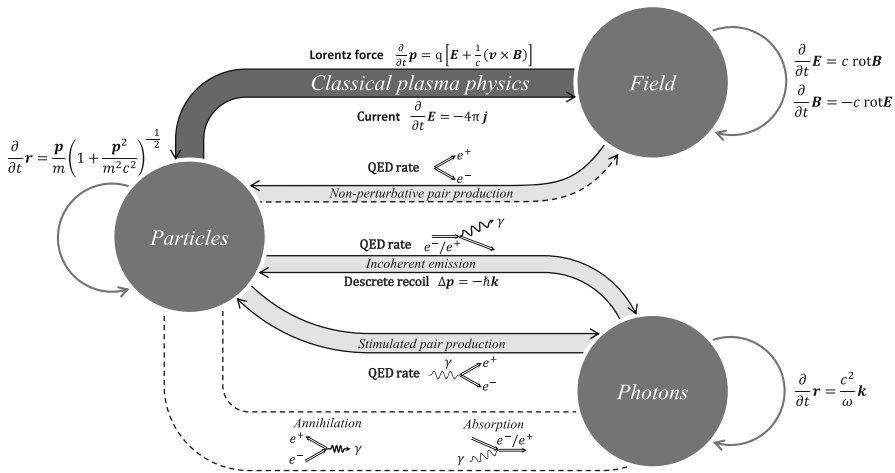 Lorentz force ∂/∂t p = q[E + 1/c (v × B)]
Classical plasma physics
Current ∂/∂t E = −4π j
Field
∂/∂t E = c rotB
∂/∂t B = −c rotE
∂/∂t r = p/m (1 + p²/m²c²)^−1/2
QED rate e⁺
e⁻
Non-perturbative pair production
Particles
QED rate e⁻/e⁺ γ
Incoherent emission
Descrete recoil Δp = −ħk
Stimulated pair production
QED rate γ e⁺
e⁻
Photons
∂/∂t r = c²/ω k
Annihilation
e⁺
e⁻ γ
Absorption
e⁻/e⁺
γ